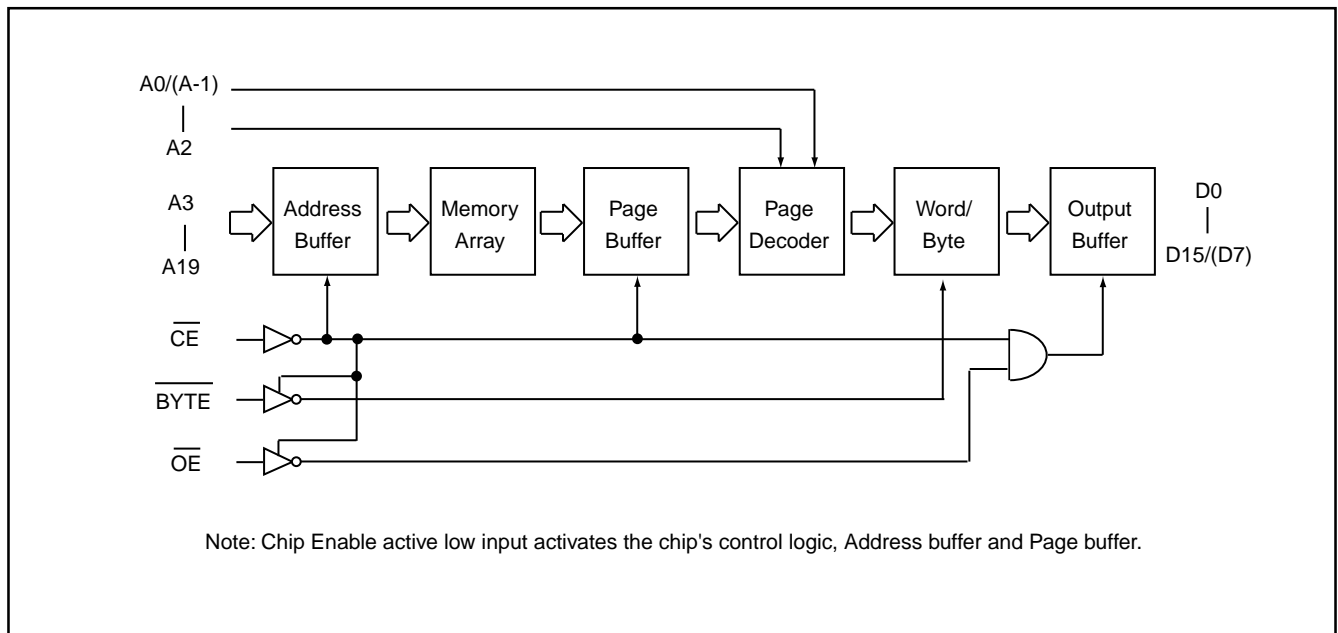 A0/(A-1)
A2
A3
A19
Address
Buffer
Memory
Array
Page
Buffer
Page
Decoder
Word/
Byte
Output
Buffer
D0
D15/(D7)
CE
BYTE
OE
Note: Chip Enable active low input activates the chip's control logic, Address buffer and Page buffer.